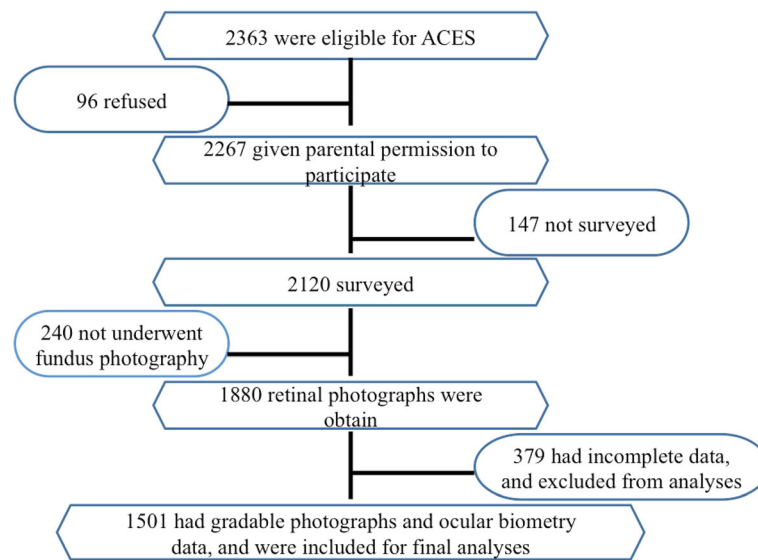 2363 were eligible for ACES
96 refused
2267 given parental permission to
participate
147 not surveyed
2120 surveyed
240 not underwent
fundus photography
1880 retinal photographs were
obtain
379 had incomplete data,
and excluded from analyses
1501 had gradable photographs and ocular biometry
data, and were included for final analyses